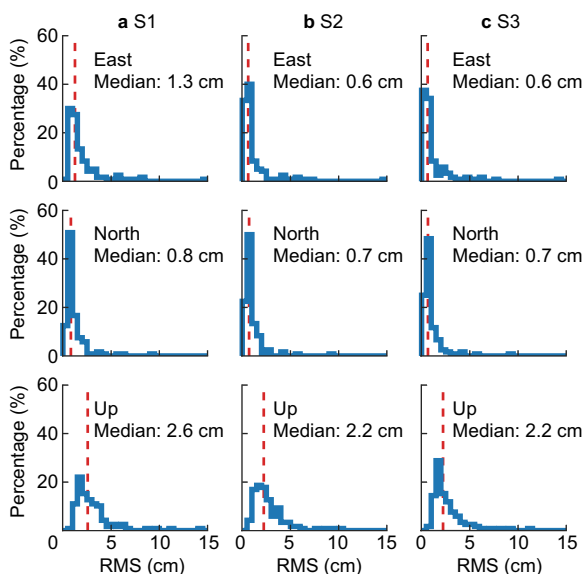 a S1
b S2
c S3
Percentage (%)
60
40
20
0
East
Median: 1.3 cm
East
Median: 0.6 cm
East
Median: 0.6 cm
Percentage (%)
60
40
20
0
North
Median: 0.8 cm
North
Median: 0.7 cm
North
Median: 0.7 cm
Percentage (%)
60
40
20
Up
Median: 2.6 cm
Up
Median: 2.2 cm
Up
Median: 2.2 cm
0 5 10 15
0 5 10 15
0 5 10 15
RMS (cm)
RMS (cm)
RMS (cm)